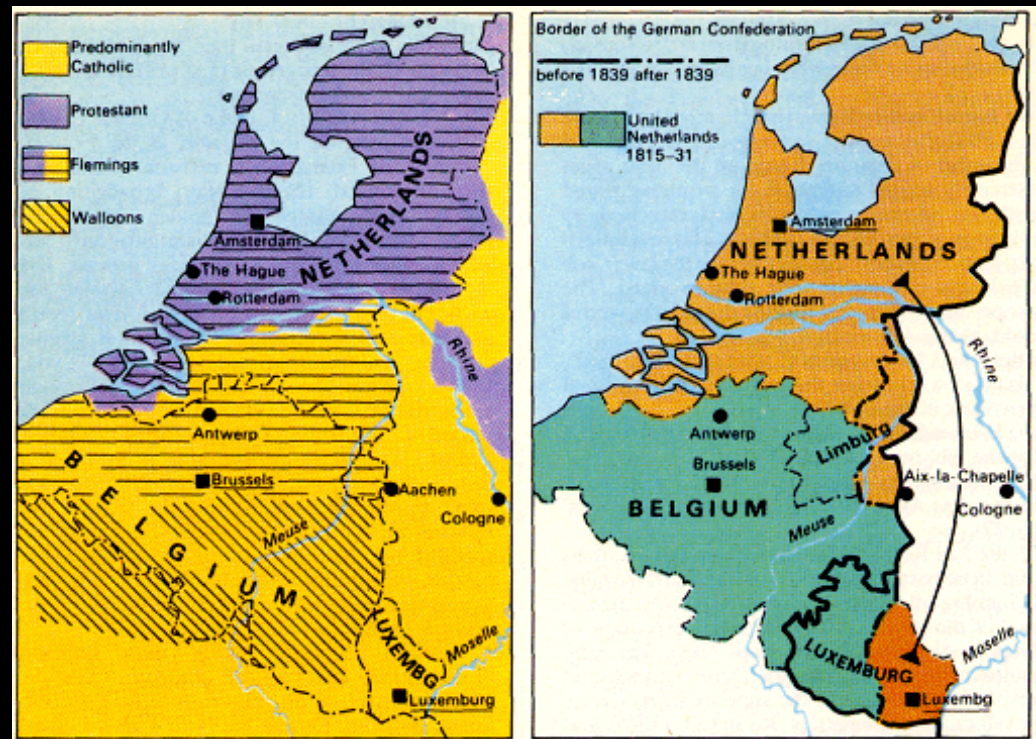 Predominantly
Catholic
Protestant
Flemings
Walloons
NETHERLANDS
Amsterdam
The Hague
Rotterdam
Rhine
Antwerp
BELGIUM
Brussels
Aachen
Cologne
Meuse
LUXEMBG
Moselle
Luxemburg
Border of the German Confederation
before 1839 after 1839
United
Netherlands
1815–31
Amsterdam
NETHERLANDS
The Hague
Rotterdam
Rhine
Antwerp
Limburg
Brussels
Aix-la-Chapelle
BELGIUM
Cologne
Meuse
LUXEMBURG
Moselle
Luxembg